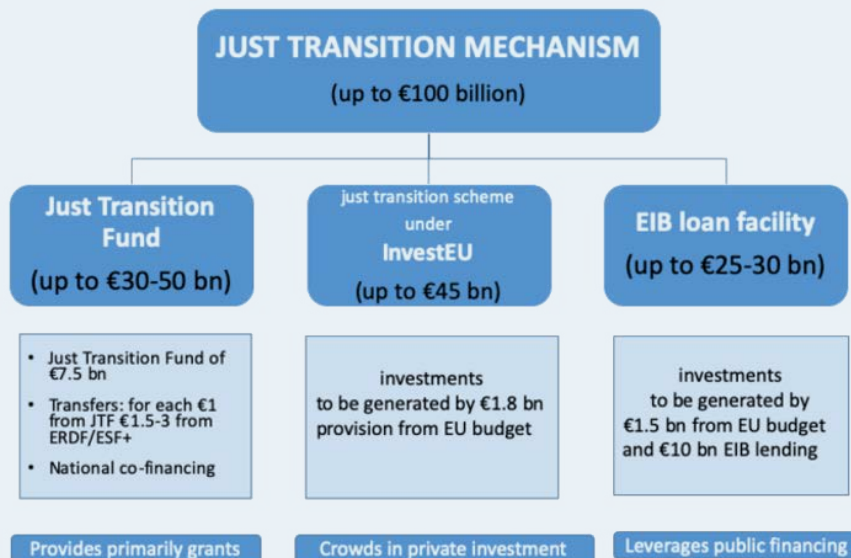 JUST TRANSITION MECHANISM
(up to €100 billion)
Just Transition
Fund
(up to €30-50 bn)
just transition scheme
under
InvestEU
(up to €45 bn)
EIB loan facility
(up to €25-30 bn)
• Just Transition Fund of
€7.5 bn
• Transfers: for each €1
from JTF €1.5-3 from
ERDF/ESF+
• National co-financing
investments
to be generated by €1.8 bn
provision from EU budget
investments
to be generated by
€1.5 bn from EU budget
and €10 bn EIB lending
Provides primarily grants
Crowds in private investment
Leverages public financing